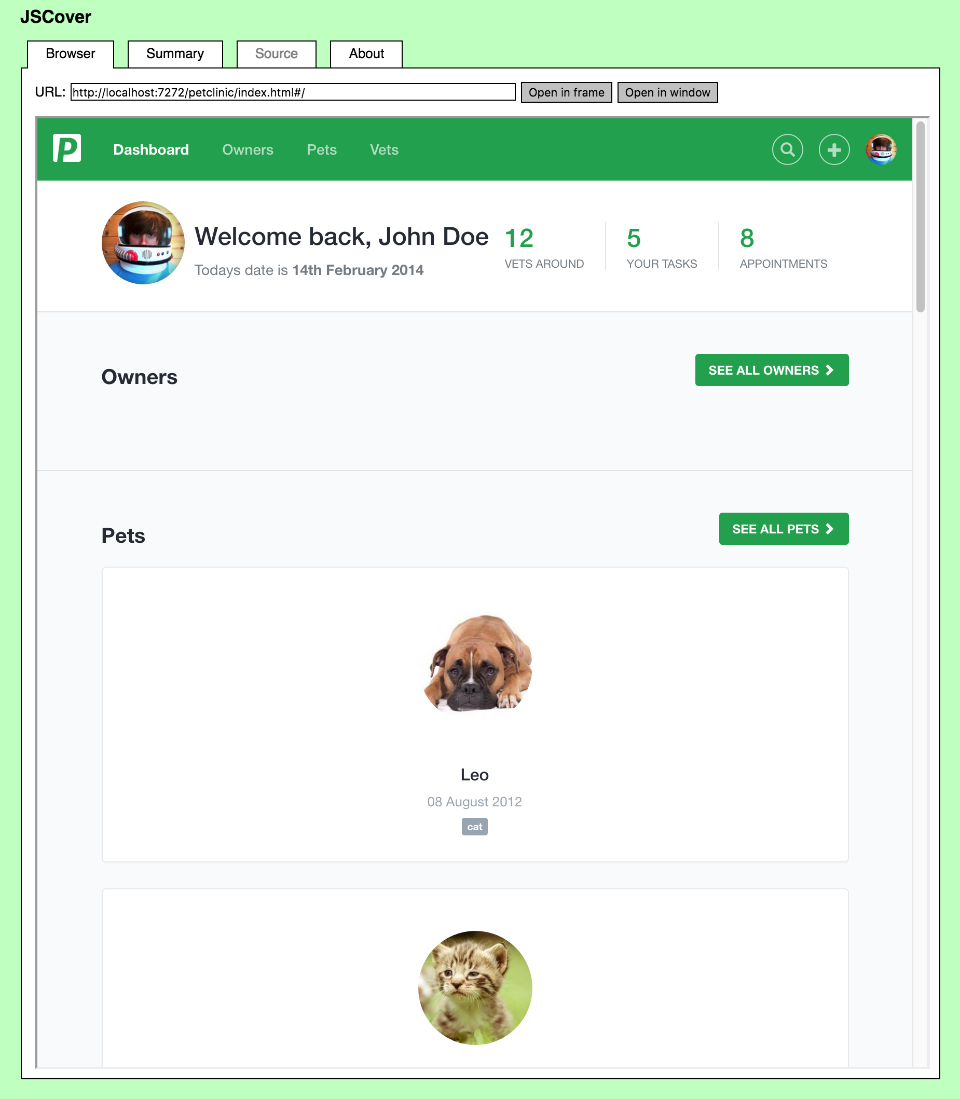 JSCover
Browser Summary Source About
URL: http://localhost:7272/petclinic/index.html#/ Open in frame Open in window
P Dashboard Owners Pets Vets
Welcome back, John Doe
Todays date is 14th February 2014
12 5 8
VETS AROUND YOUR TASKS APPOINTMENTS
Owners SEE ALL OWNERS
Pets SEE ALL PETS
Leo
08 August 2012
cat